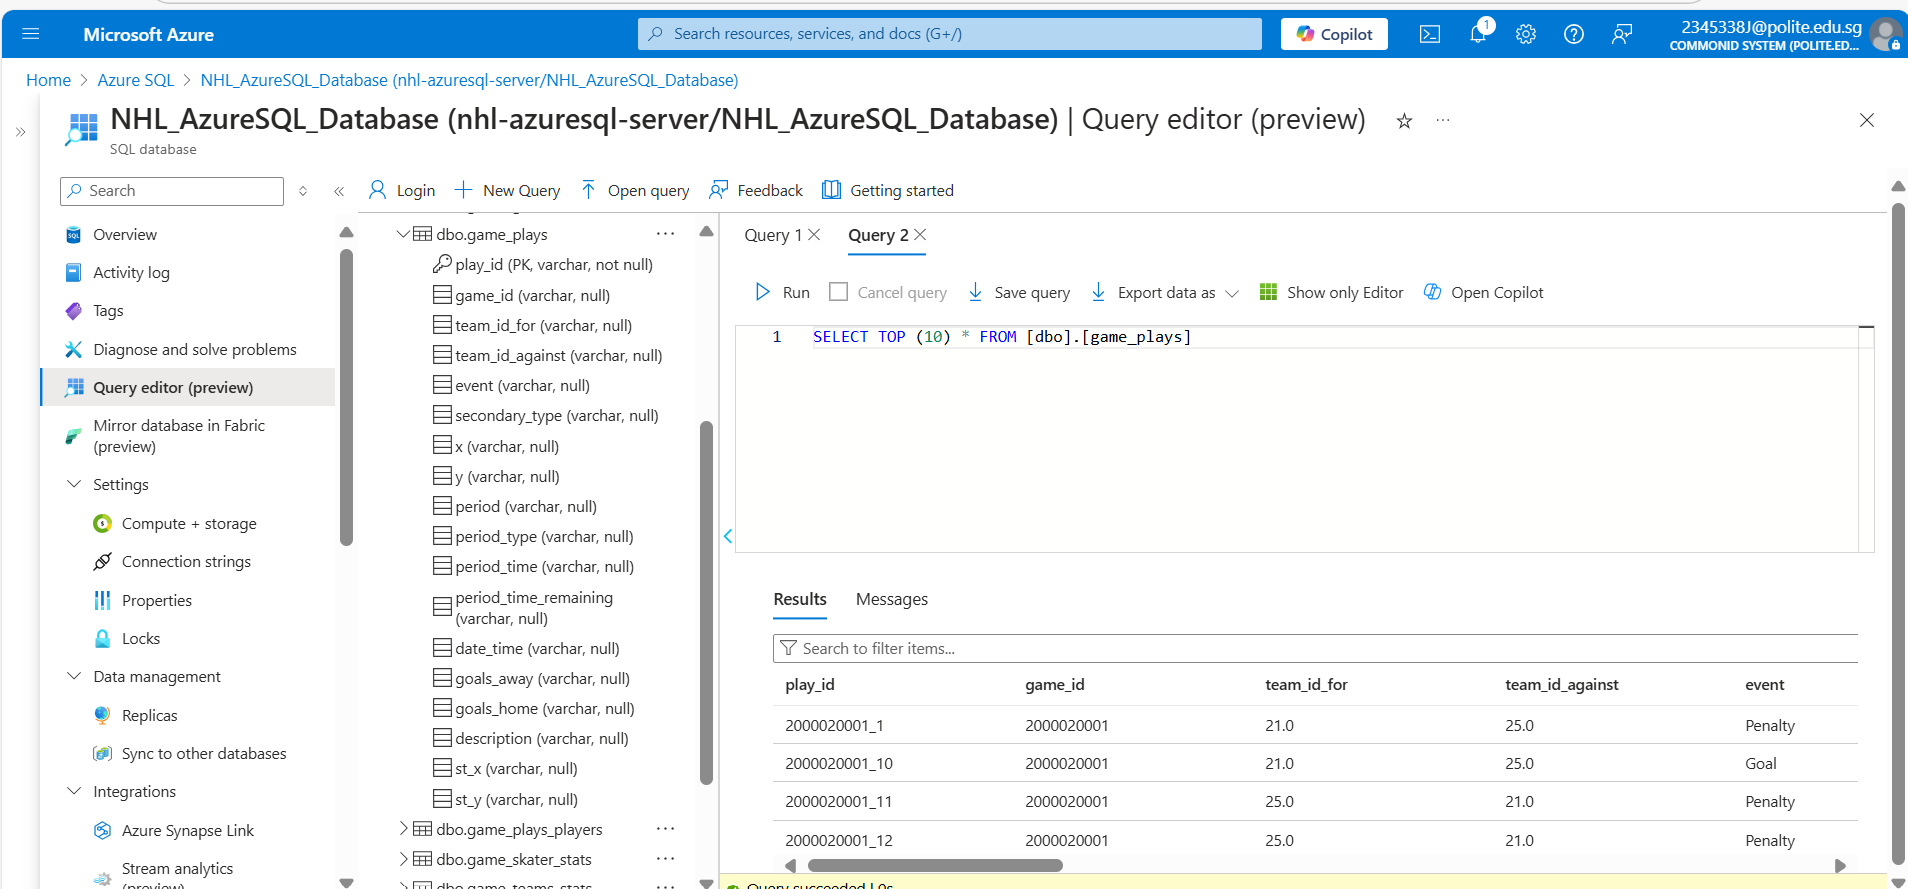 Microsoft Azure
Search resources, services, and docs (G+/)
Copilot
1
2345338J@polite.edu.sg
COMMONID SYSTEM (POLITE.ED...
Home > Azure SQL > NHL_AzureSQL_Database (nhl-azuresql-server/NHL_AzureSQL_Database)
NHL_AzureSQL_Database (nhl-azuresql-server/NHL_AzureSQL_Database) | Query editor (preview)
SQL database
Search
Login
New Query
Open query
Feedback
Getting started
Overview
Activity log
Tags
Diagnose and solve problems
Query editor (preview)
Mirror database in Fabric
(preview)
Settings
Compute + storage
Connection strings
Properties
Locks
Data management
Replicas
Sync to other databases
Integrations
Azure Synapse Link
Stream analytics
(preview)
dbo.game_plays
play_id (PK, varchar, not null)
game_id (varchar, null)
team_id_for (varchar, null)
team_id_against (varchar, null)
event (varchar, null)
secondary_type (varchar, null)
x (varchar, null)
y (varchar, null)
period (varchar, null)
period_type (varchar, null)
period_time (varchar, null)
period_time_remaining
(varchar, null)
date_time (varchar, null)
goals_away (varchar, null)
goals_home (varchar, null)
description (varchar, null)
st_x (varchar, null)
st_y (varchar, null)
dbo.game_plays_players
dbo.game_skater_stats
dbo.game_teams_stats
Query 1
Query 2
Run
Cancel query
Save query
Export data as
Show only Editor
Open Copilot
1 SELECT TOP (10) * FROM [dbo].[game_plays]
Results
Messages
Search to filter items...
play_id game_id team_id_for team_id_against event
2000020001_1 2000020001 21.0 25.0 Penalty
2000020001_10 2000020001 21.0 25.0 Goal
2000020001_11 2000020001 25.0 21.0 Penalty
2000020001_12 2000020001 25.0 21.0 Penalty
Query succeeded | 0s